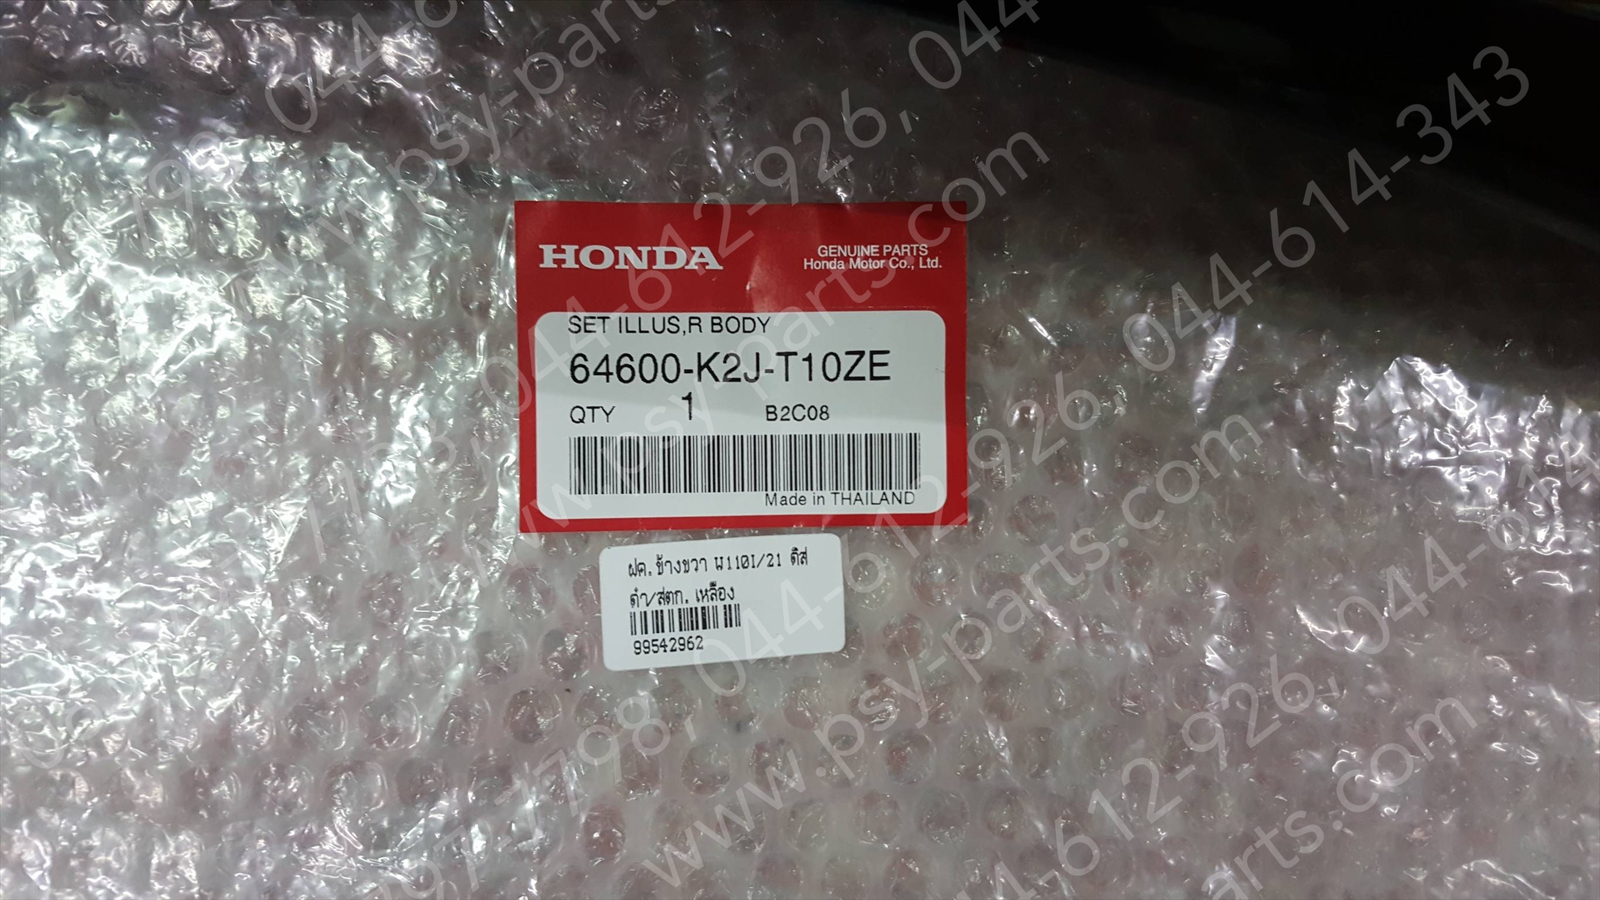 HONDA
GENUINE PARTS
Honda Motor Co., Ltd.
SET ILLUS,R BODY
64600-K2J-T10ZE
QTY 1 B2C08
Made in THAILAND
ฝค.ข้างขวา W110I/21 ดิส
ดำ/สตก. เหลือง
99542962
044-612-926, 044-614-343
www.psy-parts.com